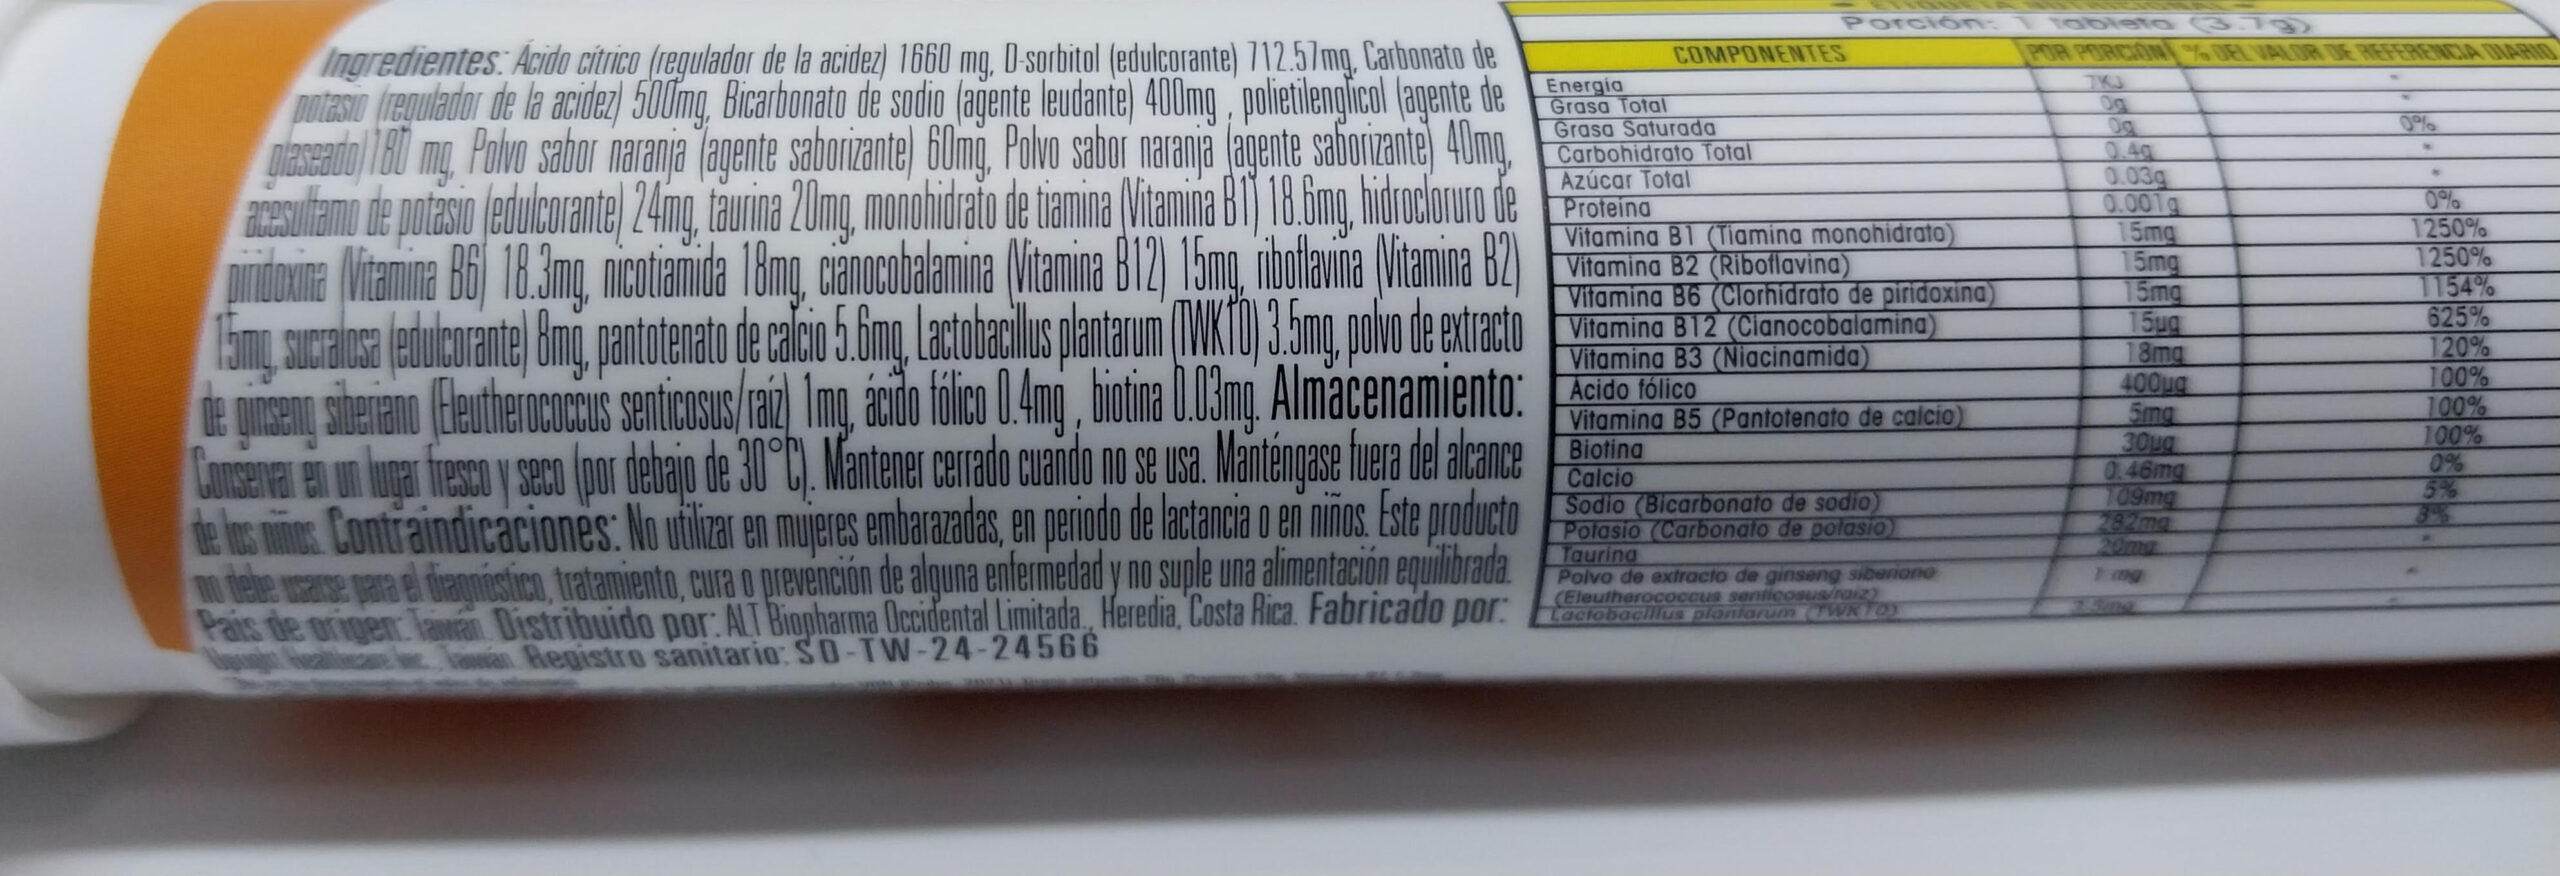 Ingredientes: Ácido cítrico (regulador de la acidez) 1660 mg, D-sorbitol (edulcorante) 712.57mg, Carbonato de
potasio (regulador de la acidez) 500mg, Bicarbonato de sodio (agente leudante) 400mg , polietilenglicol (agente de
glaseado) 180 mg, Polvo sabor naranja (agente saborizante) 60mg, Polvo sabor naranja (agente saborizante) 40mg,
acesulfamo de potasio (edulcorante) 24mg, taurina 20mg, monohidrato de tiamina (Vitamina B1) 18.6mg, hidrocloruro de
piridoxina (Vitamina B6) 18.3mg, nicotiamida 18mg, cianocobalamina (Vitamina B12) 15mg, riboflavina (Vitamina B2)
15mg, sucralosa (edulcorante) 8mg, pantotenato de calcio 5.6mg, Lactobacillus plantarum (TWKTO) 3.5mg, polvo de extracto
de ginseng siberiano (Eleutherococcus senticosus/raíz) 1mg, ácido fólico 0.4mg , biotina 0.03mg. Almacenamiento:
Conservar en un lugar fresco y seco (por debajo de 30°C). Mantener cerrado cuando no se usa. Manténgase fuera del alcance
de los niños. Contraindicaciones: No utilizar en mujeres embarazadas, en periodo de lactancia o en niños. Este producto
no debe usarse para el diagnóstico, tratamiento, cura o prevención de alguna enfermedad y no suple una alimentación equilibrada.
País de origen: Taiwán. Distribuido por: ALT Biopharma Occidental Limitada., Heredia, Costa Rica. Fabricado por:
Healthcare Inc., Taiwán. Registro sanitario: SD-TW-24-24566
ETIQUETA NUTRICIONAL
Porción: 1 tableta (3.7g)
COMPONENTES POR PORCIÓN % DEL VALOR DE REFERENCIA DIARIO
Energía 7KJ *
Grasa Total 0g *
Grasa Saturada 0g 0%
Carbohidrato Total 0.4g *
Azúcar Total 0.03g *
Proteína 0.001g 0%
Vitamina B1 (Tiamina monohidrato) 15mg 1250%
Vitamina B2 (Riboflavina) 15mg 1250%
Vitamina B6 (Clorhidrato de piridoxina) 15mg 1154%
Vitamina B12 (Cianocobalamina) 15µg 625%
Vitamina B3 (Niacinamida) 18mg 120%
Ácido fólico 400µg 100%
Vitamina B5 (Pantotenato de calcio) 5mg 100%
Biotina 30µg 100%
Calcio 0.46mg 0%
Sodio (Bicarbonato de sodio) 109mg 5%
Potasio (Carbonato de potasio) 282mg 8%
Taurina 20mg *
Polvo de extracto de ginseng siberiano 1 mg *
(Eleutherococcus senticosus/raíz)
Lactobacillus plantarum (TWKTO) 3.5mg